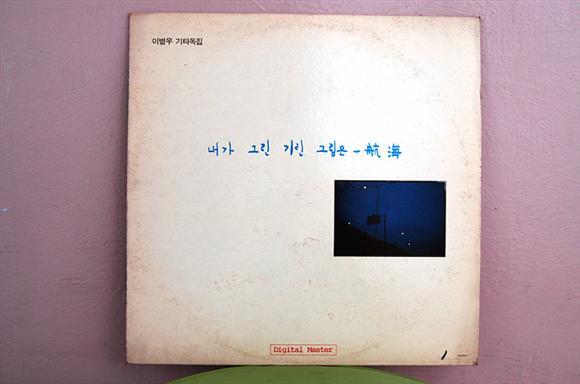 이병우 기타독집
내가 그린 기린 그림은 - 航海
Digital Master